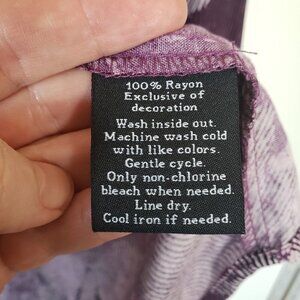 100% Rayon
Exclusive of
decoration
Wash inside out.
Machine wash cold
with like colors.
Gentle cycle.
Only non-chlorine
bleach when needed.
Line dry.
Cool iron if needed.